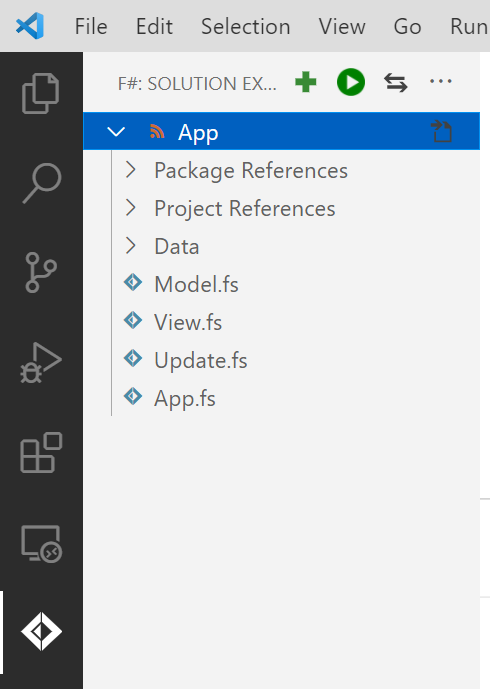 File Edit Selection View Go Run
F#: SOLUTION EX...
App
Package References
Project References
Data
Model.fs
View.fs
Update.fs
App.fs